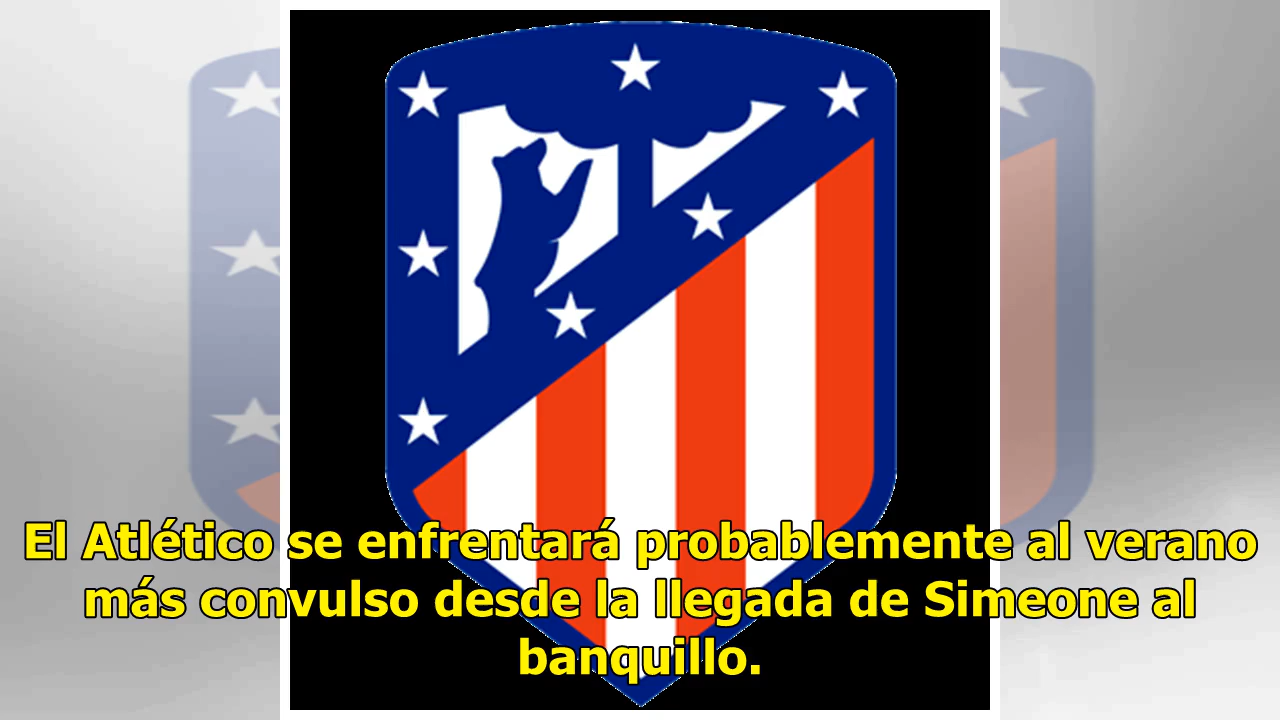 El Atlético se enfrentará probablemente al verano
más convulso desde la llegada de Simeone al
banquillo.